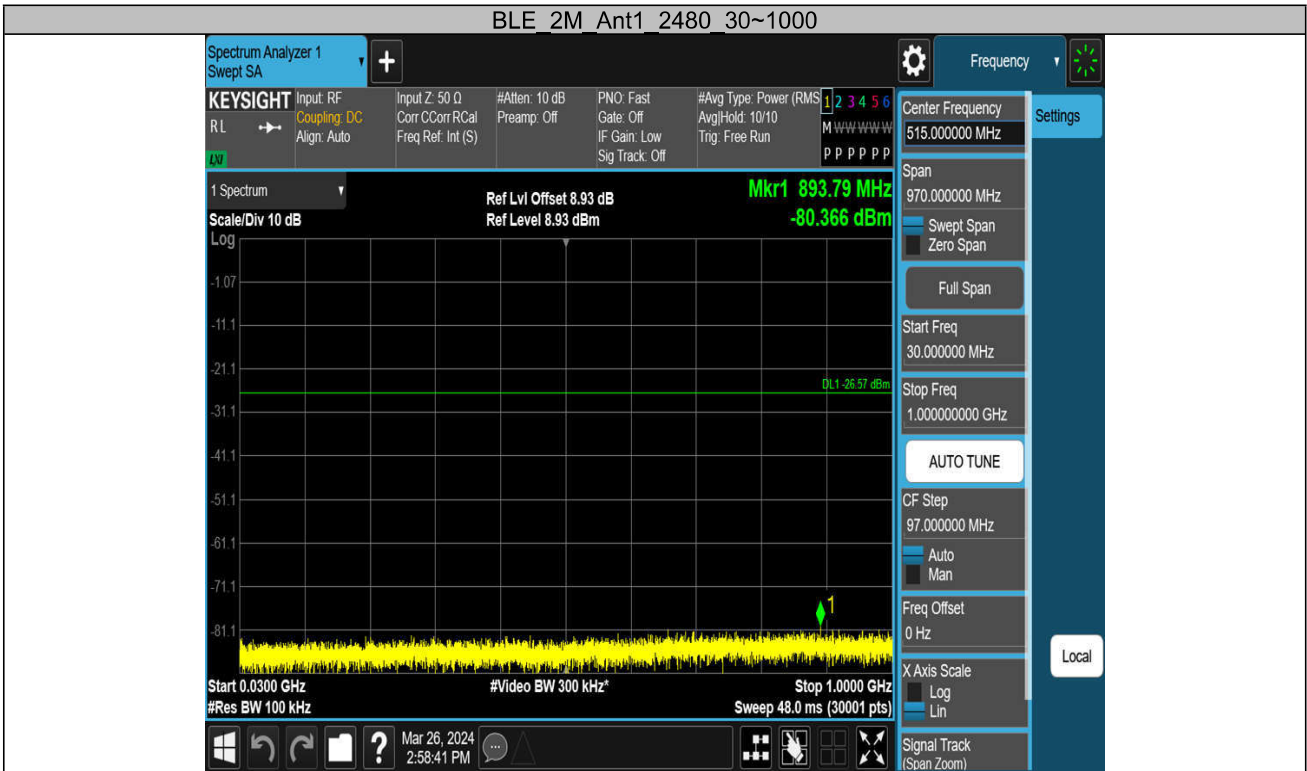 BLE_2M_Ant1_2480_30~1000
Spectrum Analyzer 1
Swept SA
Frequency
KEYSIGHT
RL
LXI
Input: RF
Coupling: DC
Align: Auto
Input Z: 50 Ω
Corr CCorr RCal
Freq Ref: Int (S)
#Atten: 10 dB
Preamp: Off
PNO: Fast
Gate: Off
IF Gain: Low
Sig Track: Off
#Avg Type: Power (RMS
Avg|Hold: 10/10
Trig: Free Run
1 2 3 4 5 6
M W W W W W
P P P P P P
1 Spectrum
Scale/Div 10 dB
Log
Ref Lvl Offset 8.93 dB
Ref Level 8.93 dBm
Mkr1 893.79 MHz
-80.366 dBm
-1.07
-11.1
-21.1
DL1 -26.57 dBm
-31.1
-41.1
-51.1
-61.1
-71.1
1
-81.1
Start 0.0300 GHz
#Res BW 100 kHz
#Video BW 300 kHz*
Stop 1.0000 GHz
Sweep 48.0 ms (30001 pts)
Mar 26, 2024
2:58:41 PM
Center Frequency
515.000000 MHz
Settings
Span
970.000000 MHz
Swept Span
Zero Span
Full Span
Start Freq
30.000000 MHz
Stop Freq
1.000000000 GHz
AUTO TUNE
CF Step
97.000000 MHz
Auto
Man
Freq Offset
0 Hz
X Axis Scale
Log
Lin
Local
Signal Track
(Span Zoom)